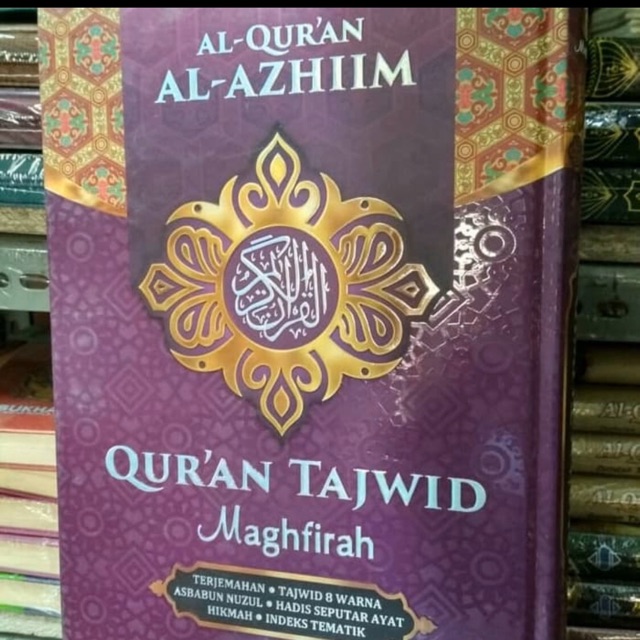 AL-QUR'AN
AL-AZHIIM
القرآن الكريم
QUR'AN TAJWID
Maghfirah
TERJEMAHAN • TAJWID 8 WARNA
ASBABUN NUZUL • HADIS SEPUTAR AYAT
HIKMAH • INDEKS TEMATIK